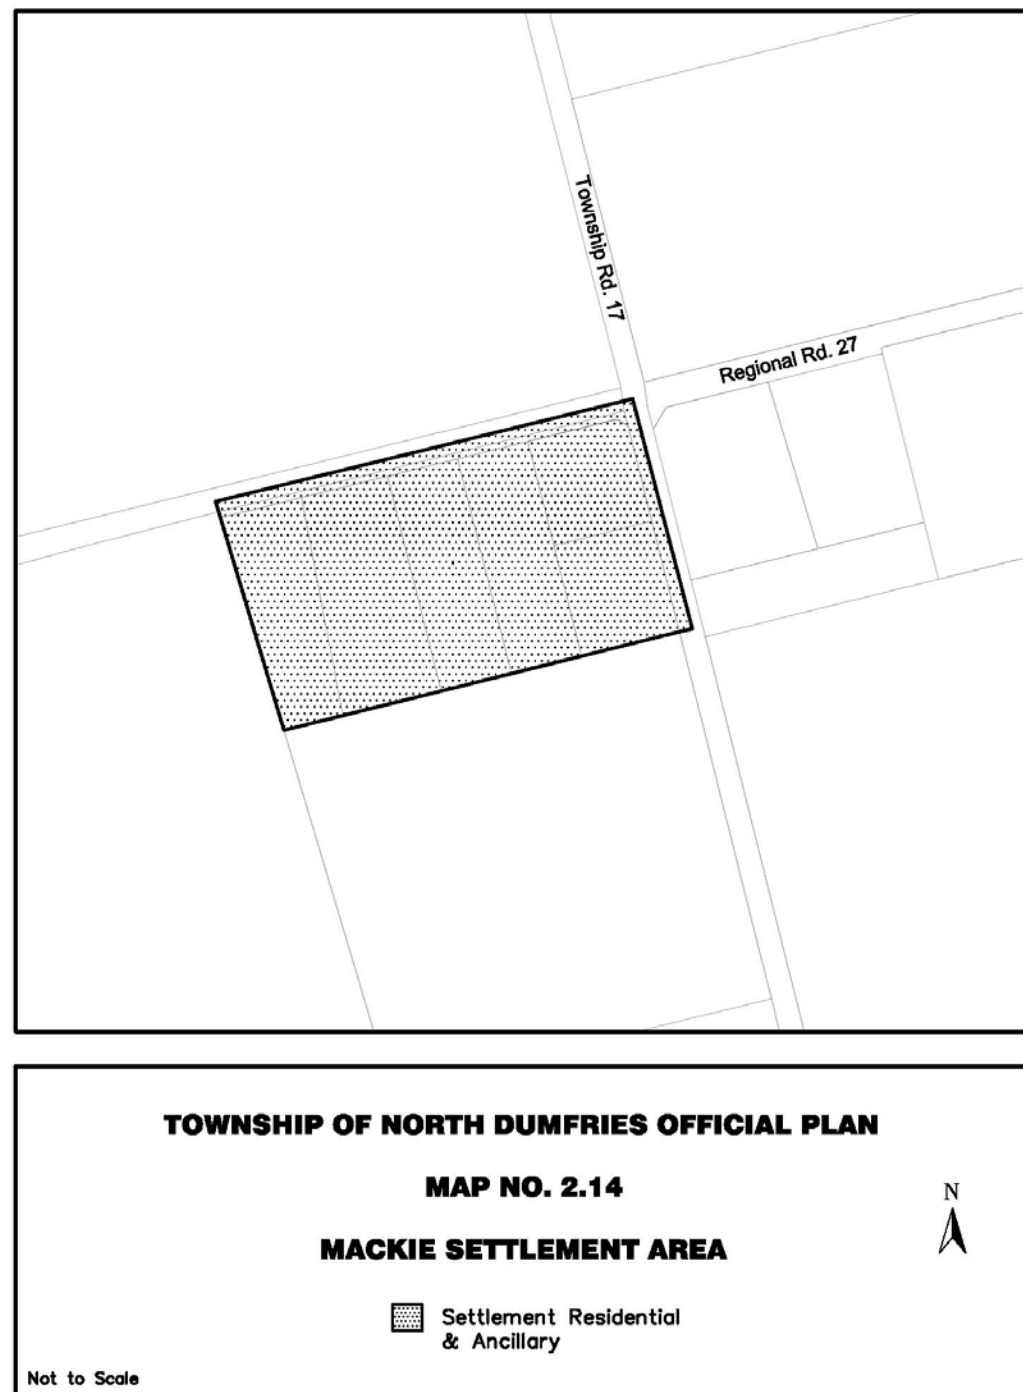 Township Rd. 17
Regional Rd. 27
TOWNSHIP OF NORTH DUMFRIES OFFICIAL PLAN
MAP NO. 2.14
N
MACKIE SETTLEMENT AREA
Settlement Residential
& Ancillary
Not to Scale